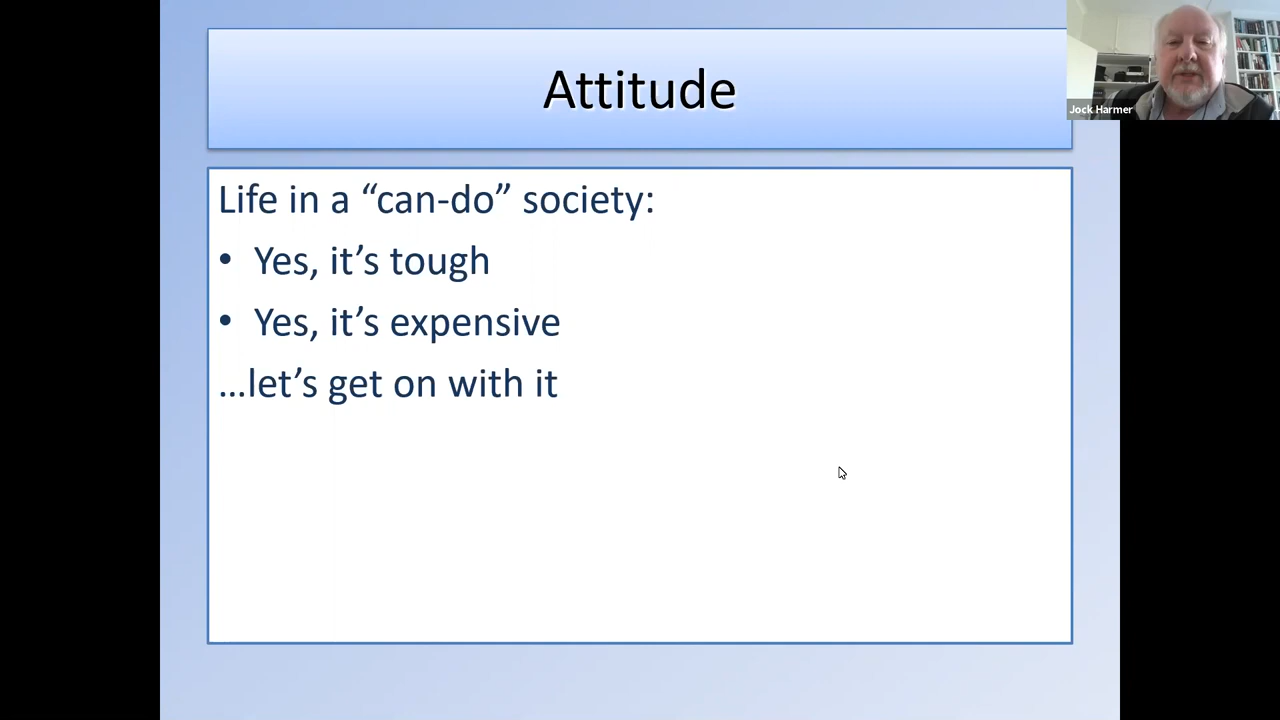 Attitude
Jock Harmer
Life in a “can-do” society:
• Yes, it’s tough
• Yes, it’s expensive
…let’s get on with it